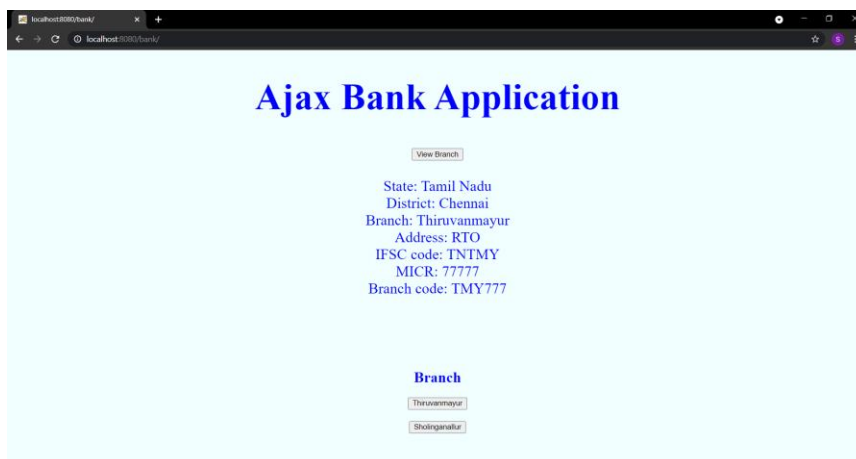 localhost:8080/bank/
localhost:8080/bank/
S
Ajax Bank Application
View Branch
State: Tamil Nadu
District: Chennai
Branch: Thiruvanmayur
Address: RTO
IFSC code: TNTMY
MICR: 77777
Branch code: TMY777
Branch
Thiruvanmayur
Sholinganallur